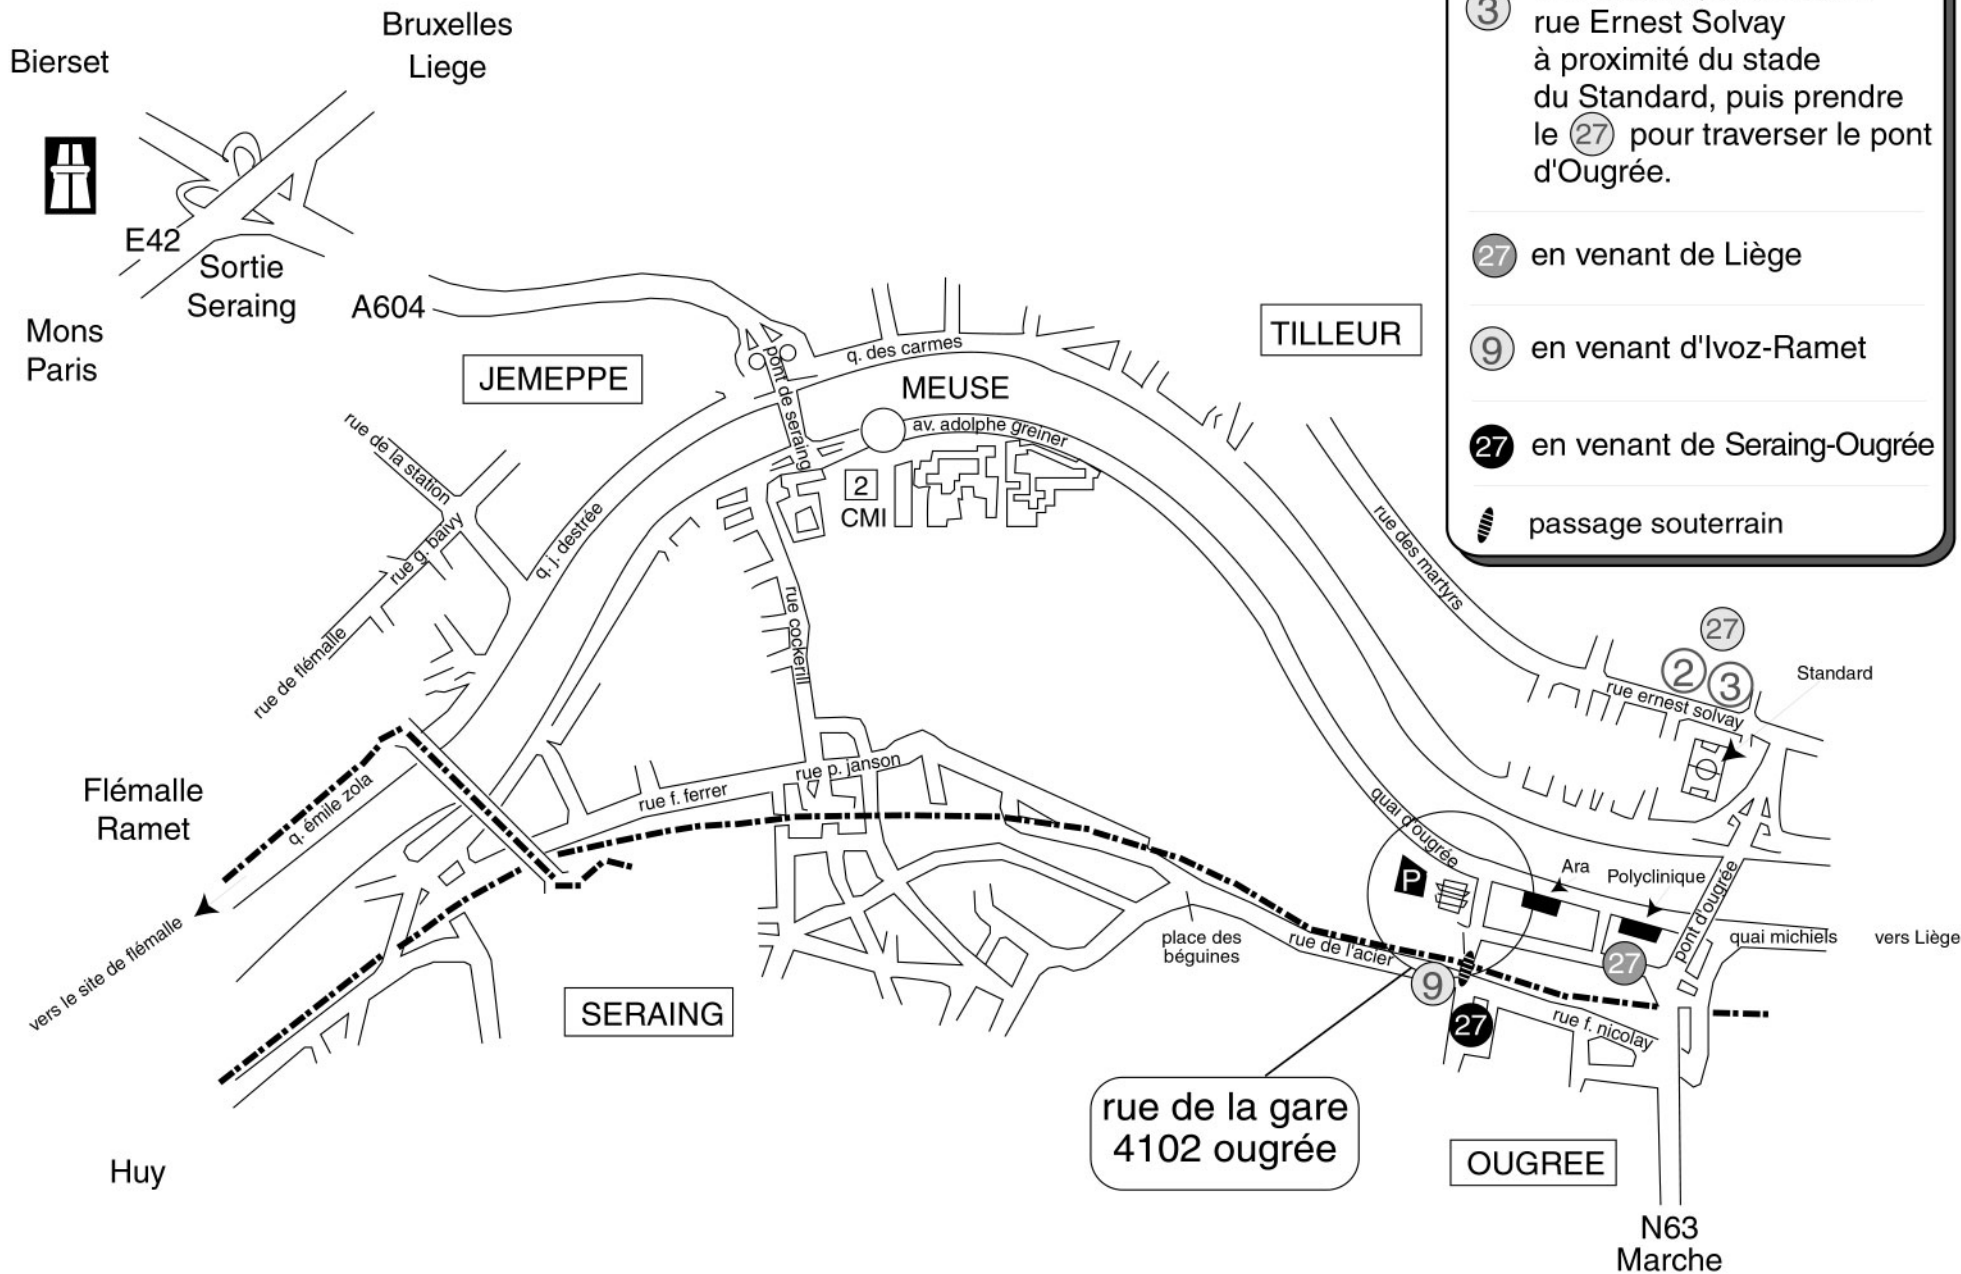 Bruxelles
Liege
Bierset
E42
Sortie
Seraing
A604
Mons
Paris
JEMEPPE
TILLEUR
q. des carmes
MEUSE
pont de seraing
av. adolphe greiner
2
CMI
rue de la station
rue g. baivy
q. j. destrée
rue de flémalle
rue cockerill
rue des martyrs
3
rue Ernest Solvay
à proximité du stade
du Standard, puis prendre
le 27 pour traverser le pont
d'Ougrée.
27 en venant de Liège
9 en venant d'Ivoz-Ramet
27 en venant de Seraing-Ougrée
passage souterrain
27
2
3
Standard
rue ernest solvay
Flémalle
Ramet
q. émile zola
rue f. ferrer
rue p. janson
quai d'ougrée
P
Ara
Polyclinique
pont d'ougrée
quai michiels
vers Liège
vers le site de flémalle
place des
béguines
rue de l'acier
9
27
27
rue f. nicolay
SERAING
rue de la gare
4102 ougrée
OUGREE
Huy
N63
Marche